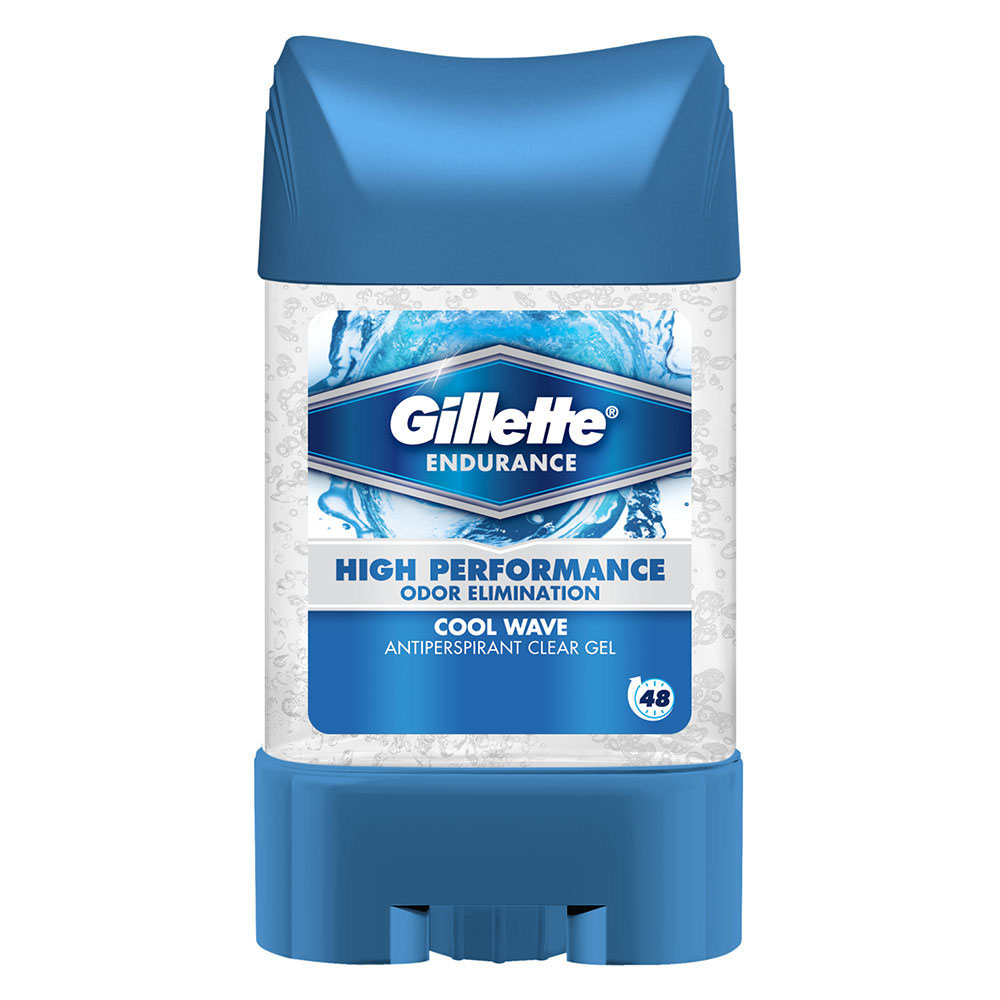 Gillette®
ENDURANCE
HIGH PERFORMANCE
ODOR ELIMINATION
COOL WAVE
ANTIPERSPIRANT CLEAR GEL
48